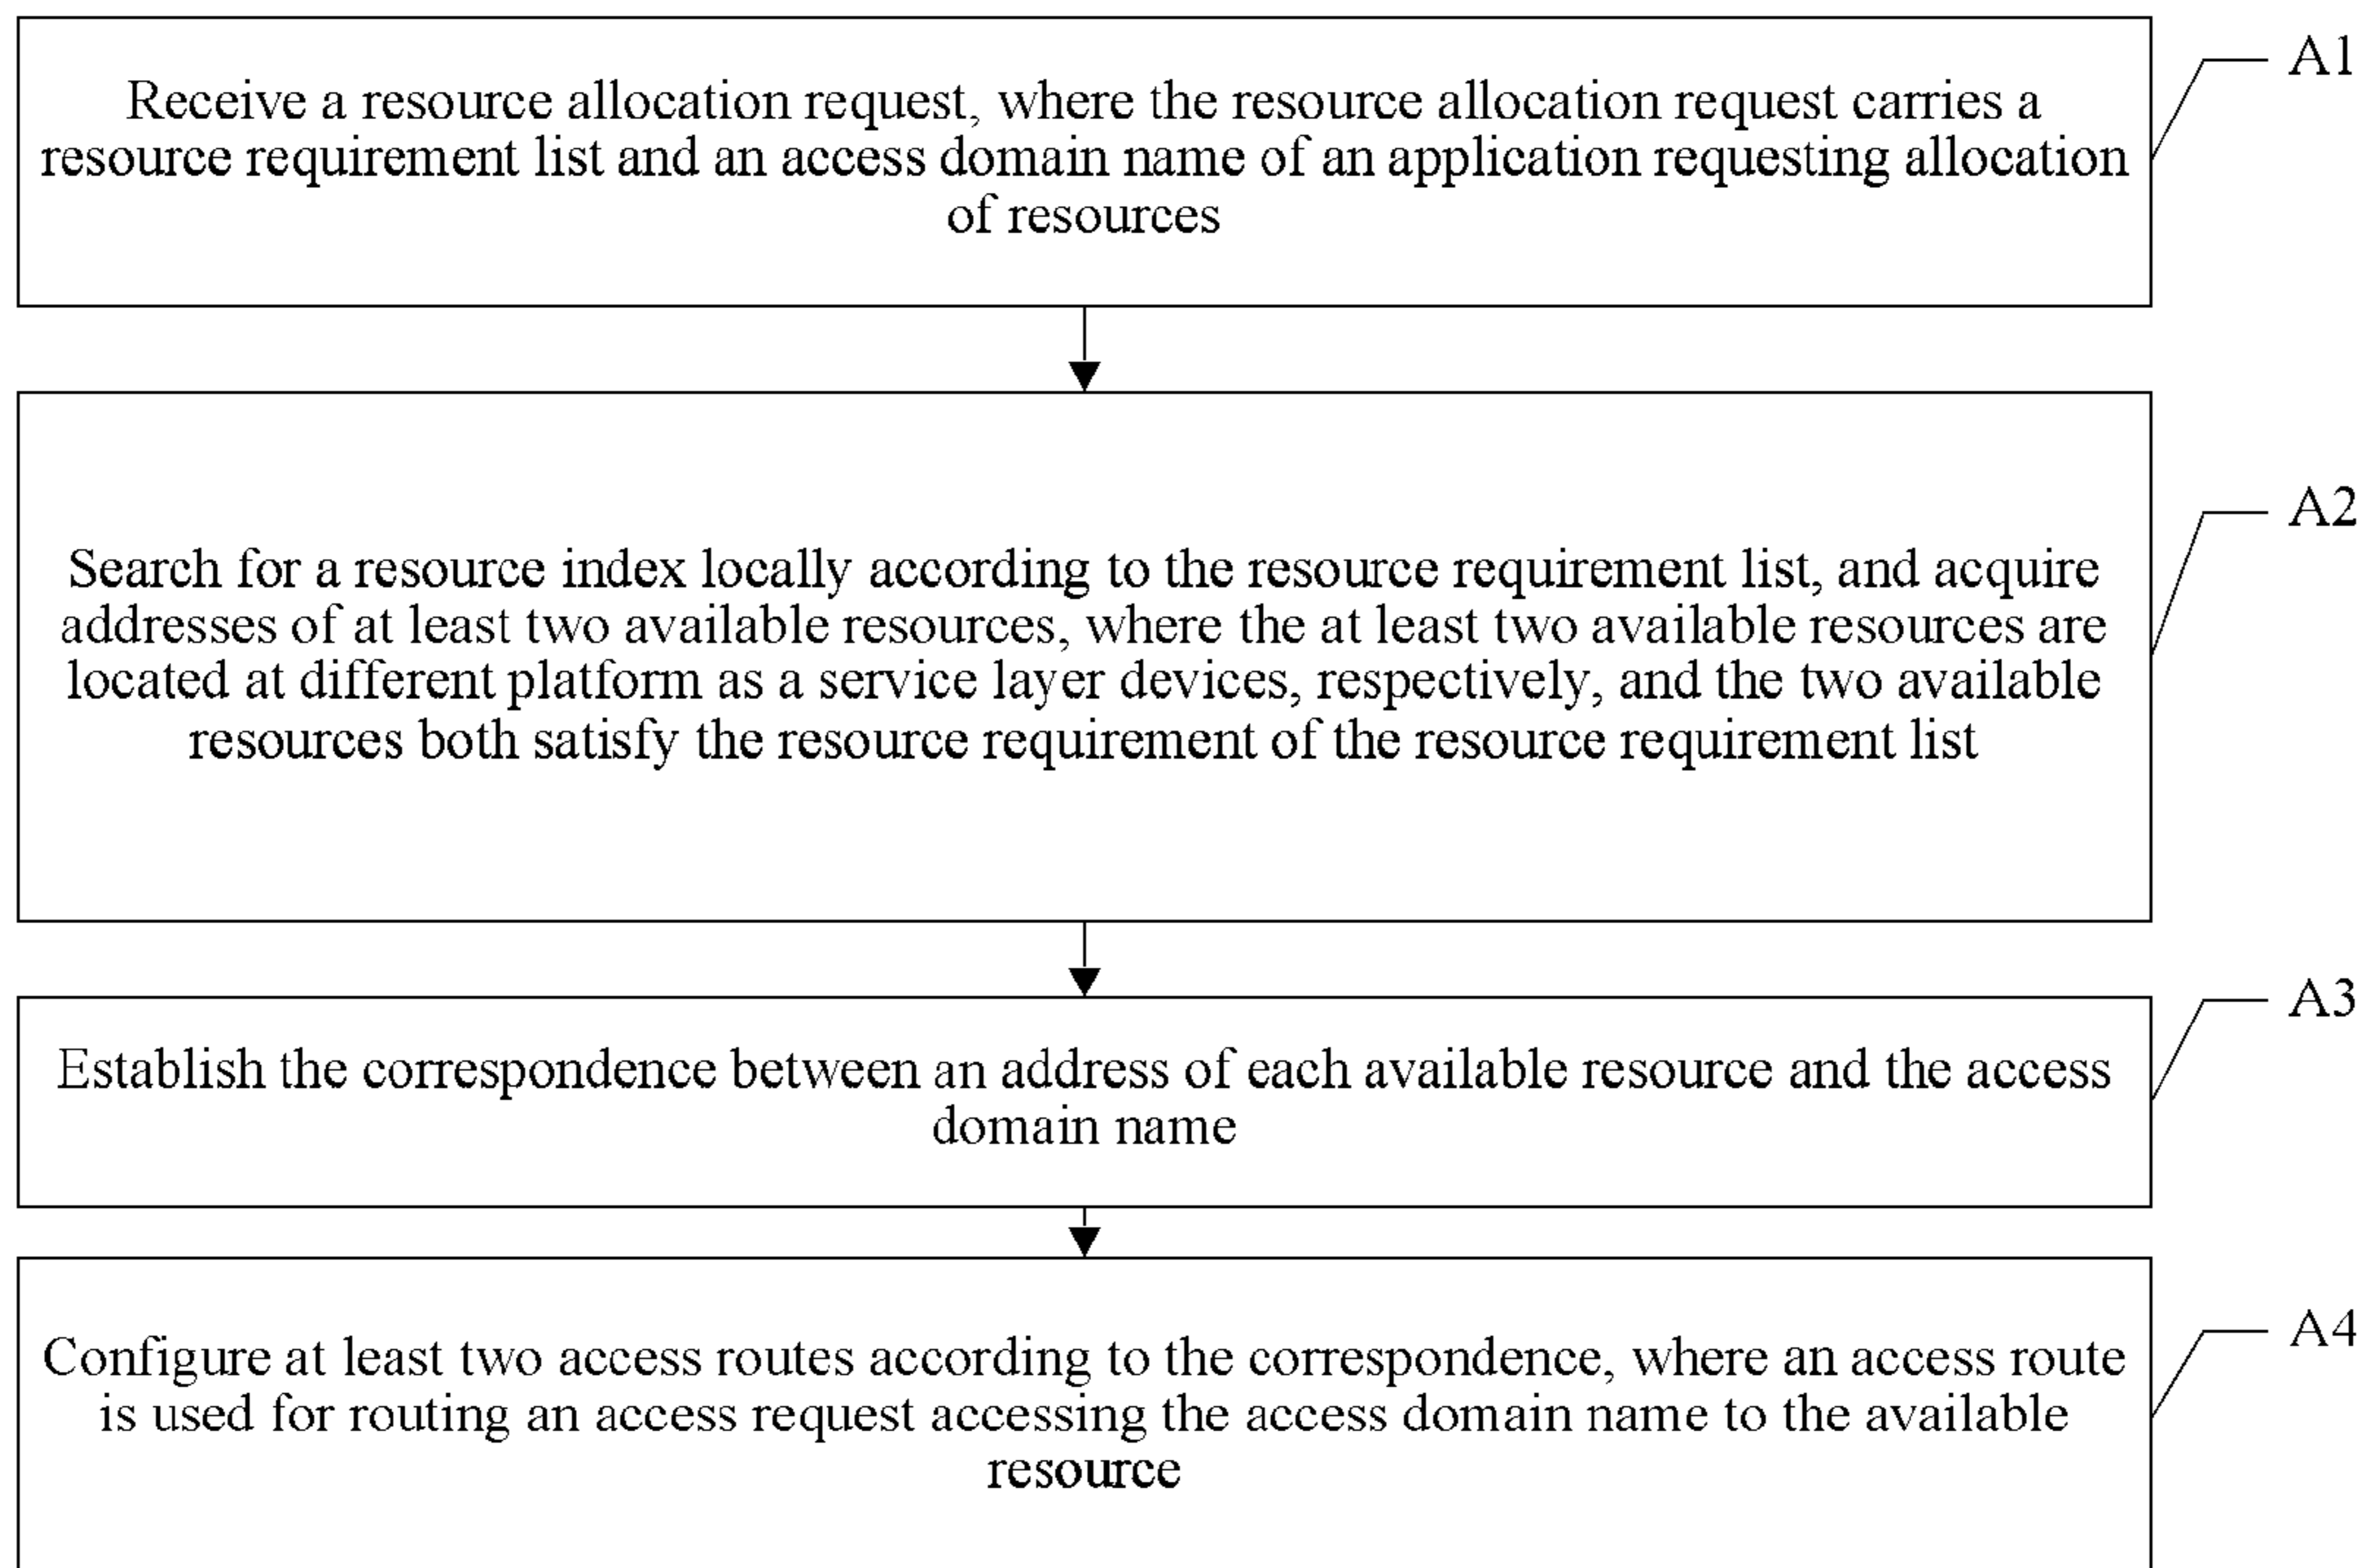 Receive a resource allocation request, where the resource allocation request carries a
resource requirement list and an access domain name of an application requesting allocation
of resources
A1
Search for a resource index locally according to the resource requirement list, and acquire
addresses of at least two available resources, where the at least two available resources are
located at different platform as a service layer devices, respectively, and the two available
resources both satisfy the resource requirement of the resource requirement list
A2
Establish the correspondence between an address of each available resource and the access
domain name
A3
Configure at least two access routes according to the correspondence, where an access route
is used for routing an access request accessing the access domain name to the available
resource
A4